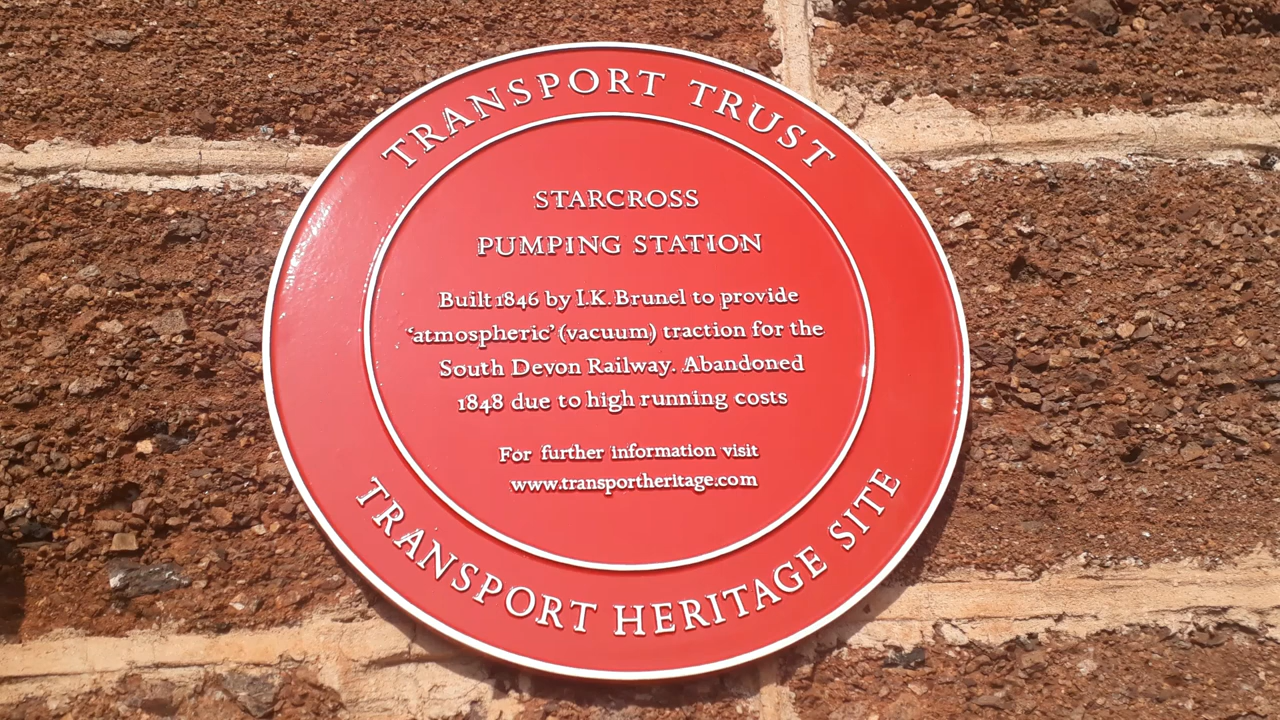 TRANSPORT TRUST
STARCROSS
PUMPING STATION
Built 1846 by I.K. Brunel to provide
'atmospheric' (vacuum) traction for the
South Devon Railway. Abandoned
1848 due to high running costs
For further information visit
www.transportheritage.com
TRANSPORT HERITAGE SITE